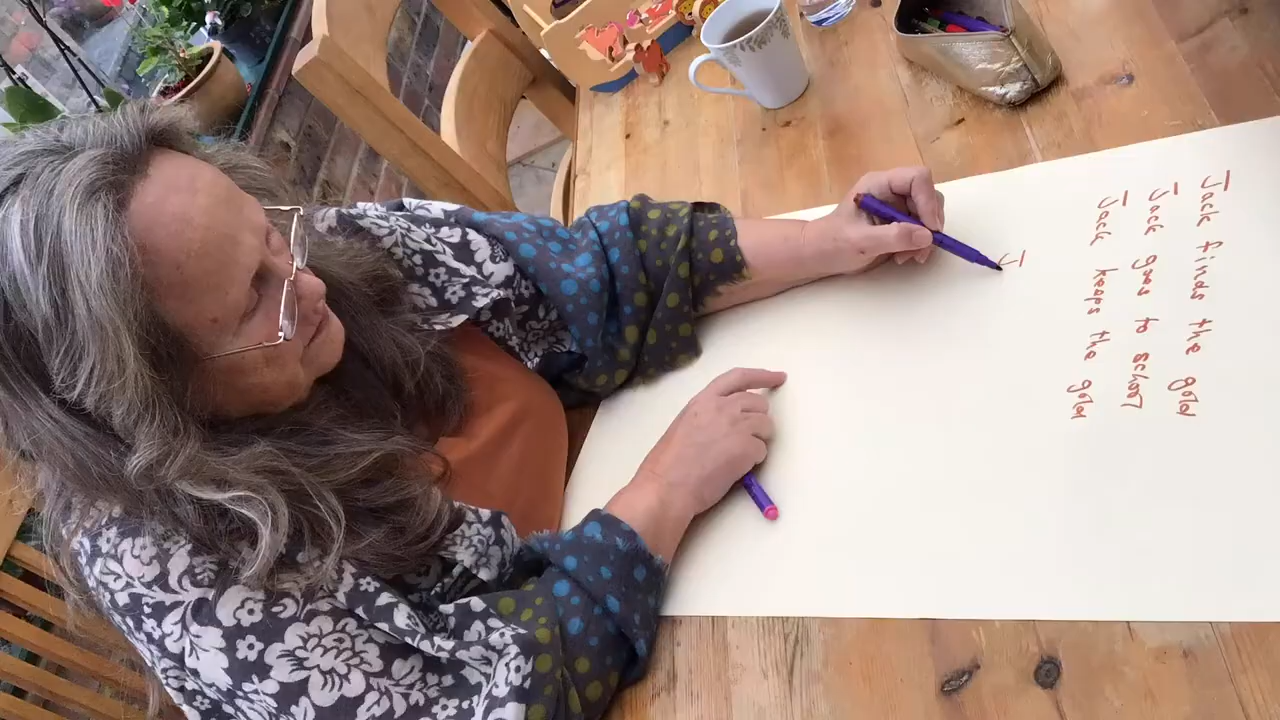 Jack finds the gold
Jack goes to school
Jack keeps the gold
J